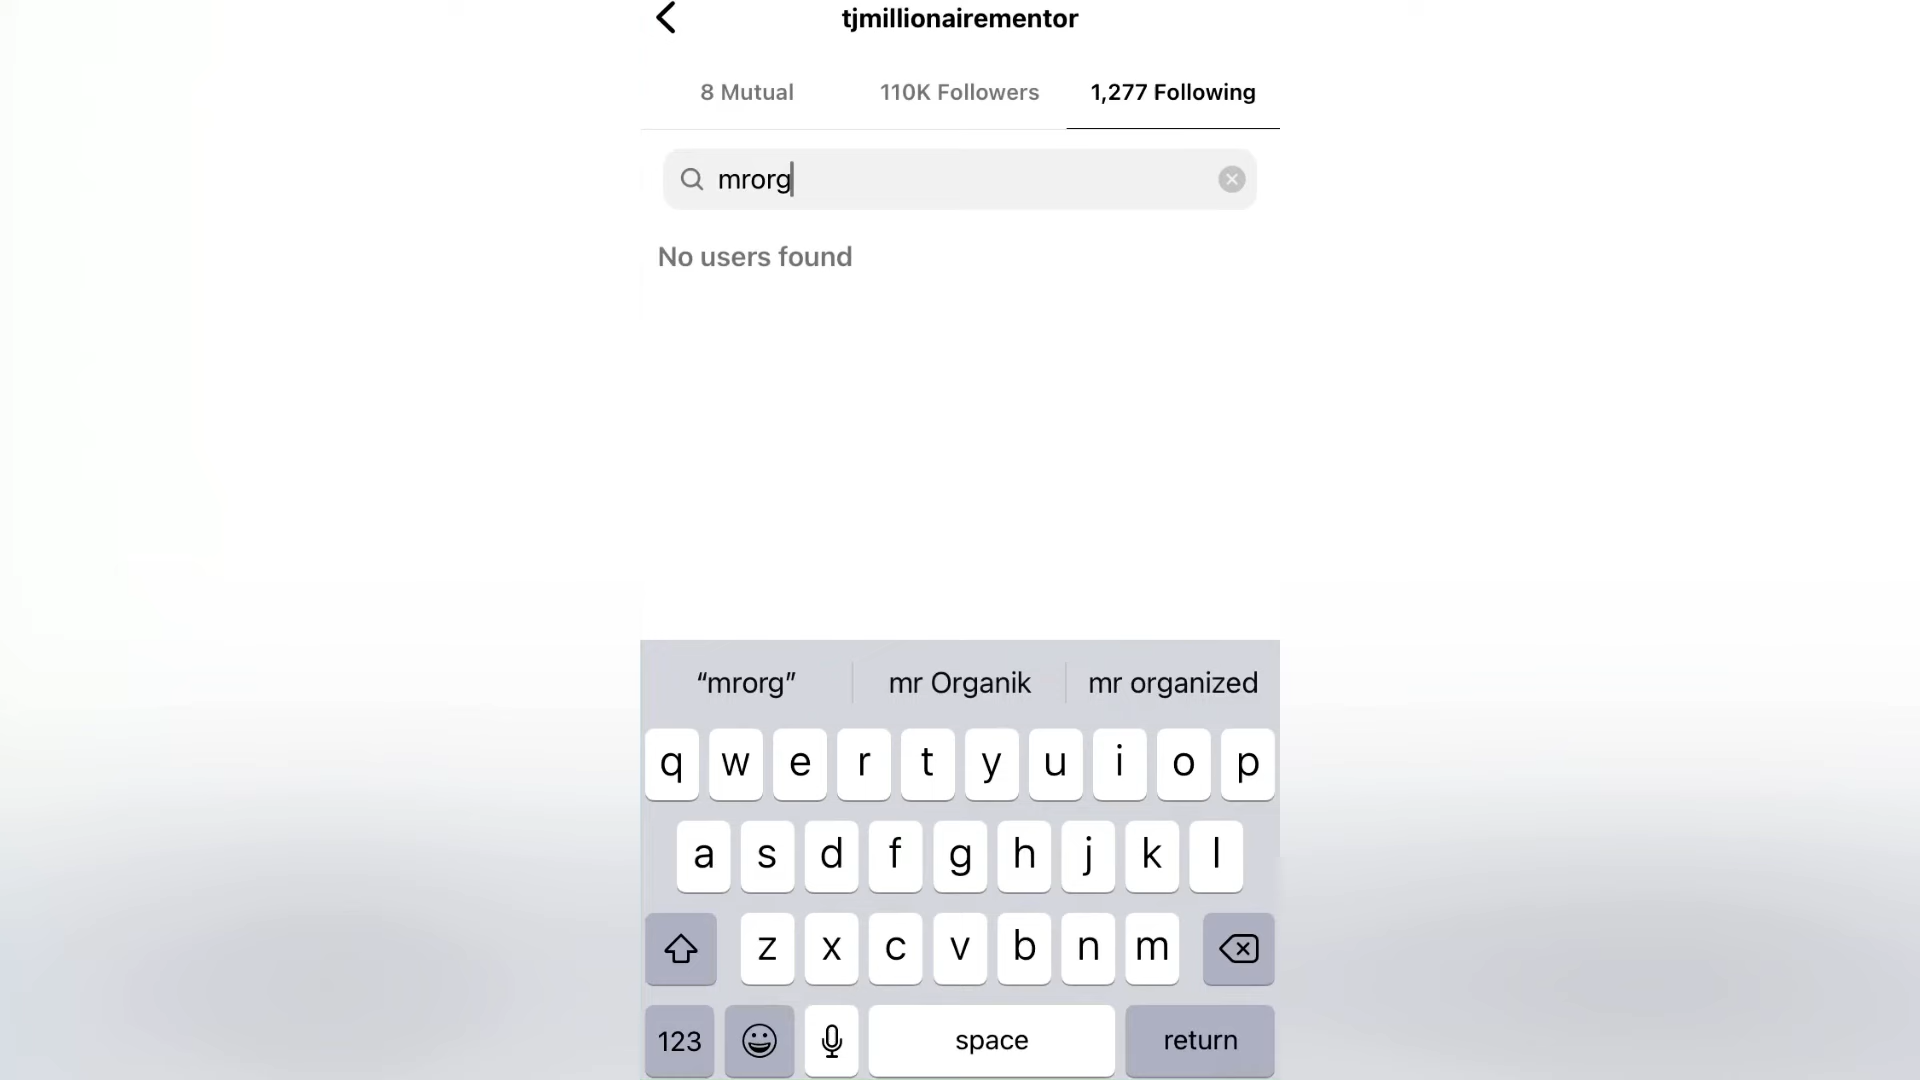 tjmillionairementor
8 Mutual 110K Followers 1,277 Following
mrorg
No users found
“mrorg” mr Organik mr organized
q w e r t y u i o p
a s d f g h j k l
z x c v b n m
123 space return